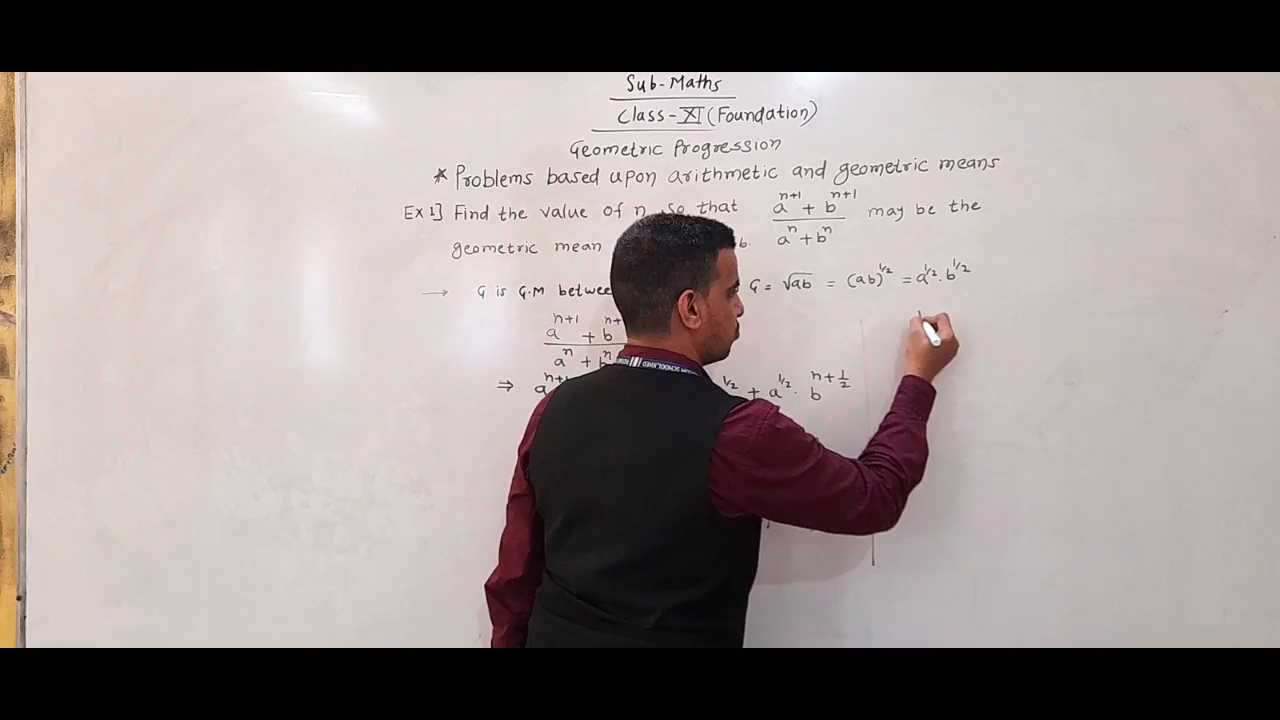 Sub-Maths
Class-XI (Foundation)
Geometric Progression
* Problems based upon arithmetic and geometric means
Ex 1] Find the value of n so that a^{n+1} + b^{n+1} / a^n + b^n may be the
geometric mean b.
→ G is G.M between G = √ab = (ab)^{1/2} = a^{1/2} . b^{1/2}
a^{n+1} + b / a^n + b^n
⇒ a ^{1/2} + a^{1/2} . b^{n+1/2}